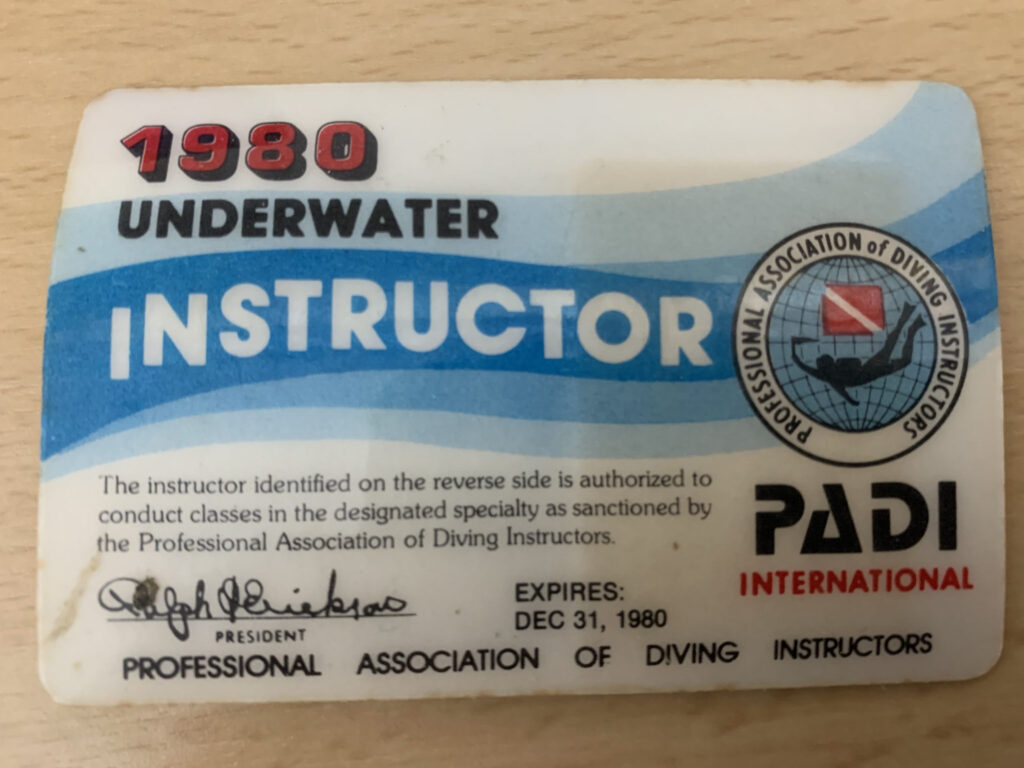 1980
UNDERWATER
INSTRUCTOR
PROFESSIONAL ASSOCIATION of DIVING INSTRUCTORS
PADI
INTERNATIONAL
The instructor identified on the reverse side is authorized to
conduct classes in the designated specialty as sanctioned by
the Professional Association of Diving Instructors.
Ralph D Erickson
PRESIDENT
EXPIRES:
DEC 31, 1980
PROFESSIONAL ASSOCIATION OF DIVING INSTRUCTORS